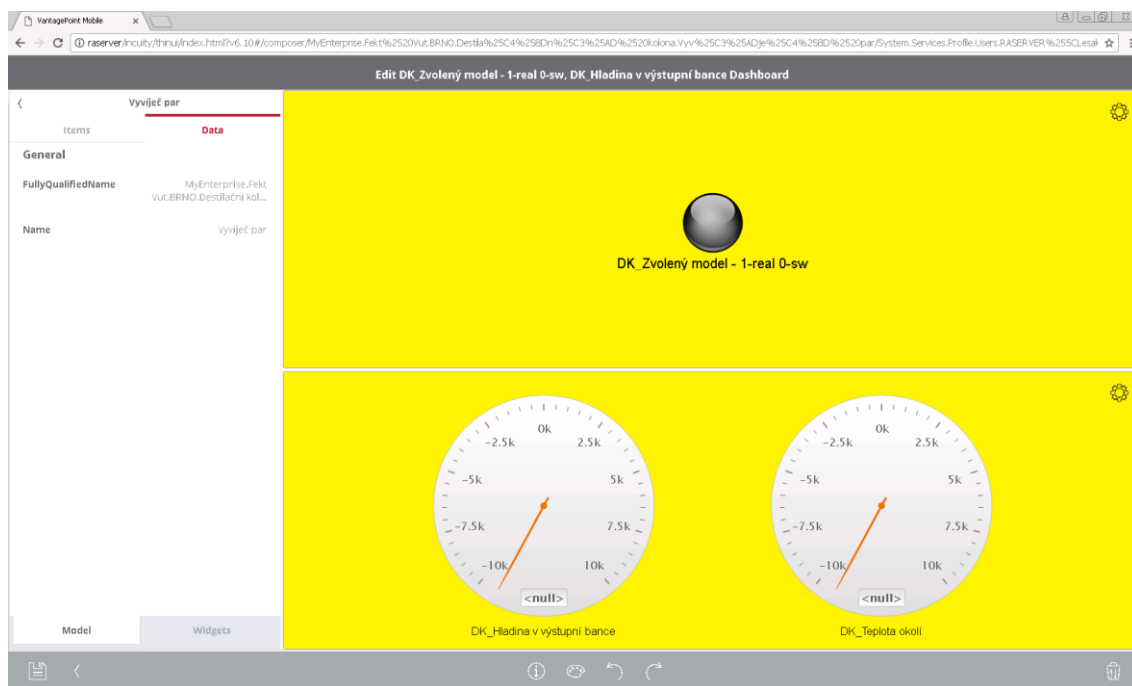 VantagePoint Mobile
raserver/incuity/thinui/index.html?v6.10#/composer/MyEnterprise.Fekt%2520Vut.BRNO.Destila%25C4%258Dn%25C3%25AD%2520kolona.Vyv%25C3%25ADje%25C4%258D%2520par/System.Services.Profile.Users.RASERVER%255CLesak
Edit DK_Zvolený model - 1-real 0-sw, DK_Hladina v výstupní bance Dashboard
Vyvíječ par
Items Data
General
FullyQualifiedName MyEnterprise.Fekt
Vut.BRNO.Destilační kol...
Name Vyvíječ par
Model Widgets
DK_Zvolený model - 1-real 0-sw
0k
-2.5k 2.5k
-5k 5k
-7.5k 7.5k
-10k 10k
<null>
DK_Hladina v výstupní bance
0k
-2.5k 2.5k
-5k 5k
-7.5k 7.5k
-10k 10k
<null>
DK_Teplota okolí